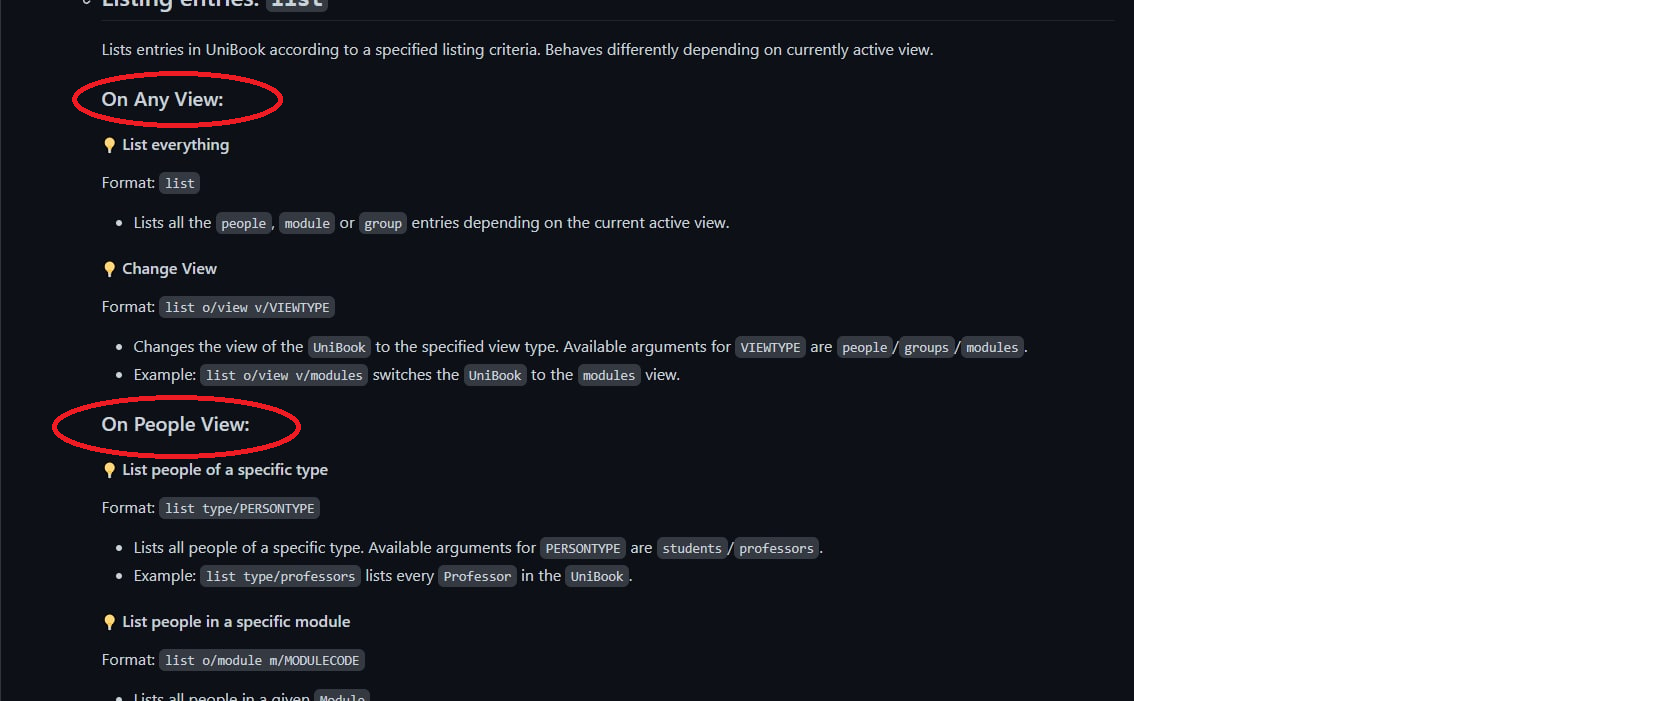 Listing entries: list
Lists entries in UniBook according to a specified listing criteria. Behaves differently depending on currently active view.
On Any View:
List everything
Format: list
Lists all the people, module or group entries depending on the current active view.
Change View
Format: list o/view v/VIEWTYPE
Changes the view of the UniBook to the specified view type. Available arguments for VIEWTYPE are people/groups/modules.
Example: list o/view v/modules switches the UniBook to the modules view.
On People View:
List people of a specific type
Format: list type/PERSONTYPE
Lists all people of a specific type. Available arguments for PERSONTYPE are students/professors.
Example: list type/professors lists every Professor in the UniBook.
List people in a specific module
Format: list o/module m/MODULECODE
Lists all people in a given Module